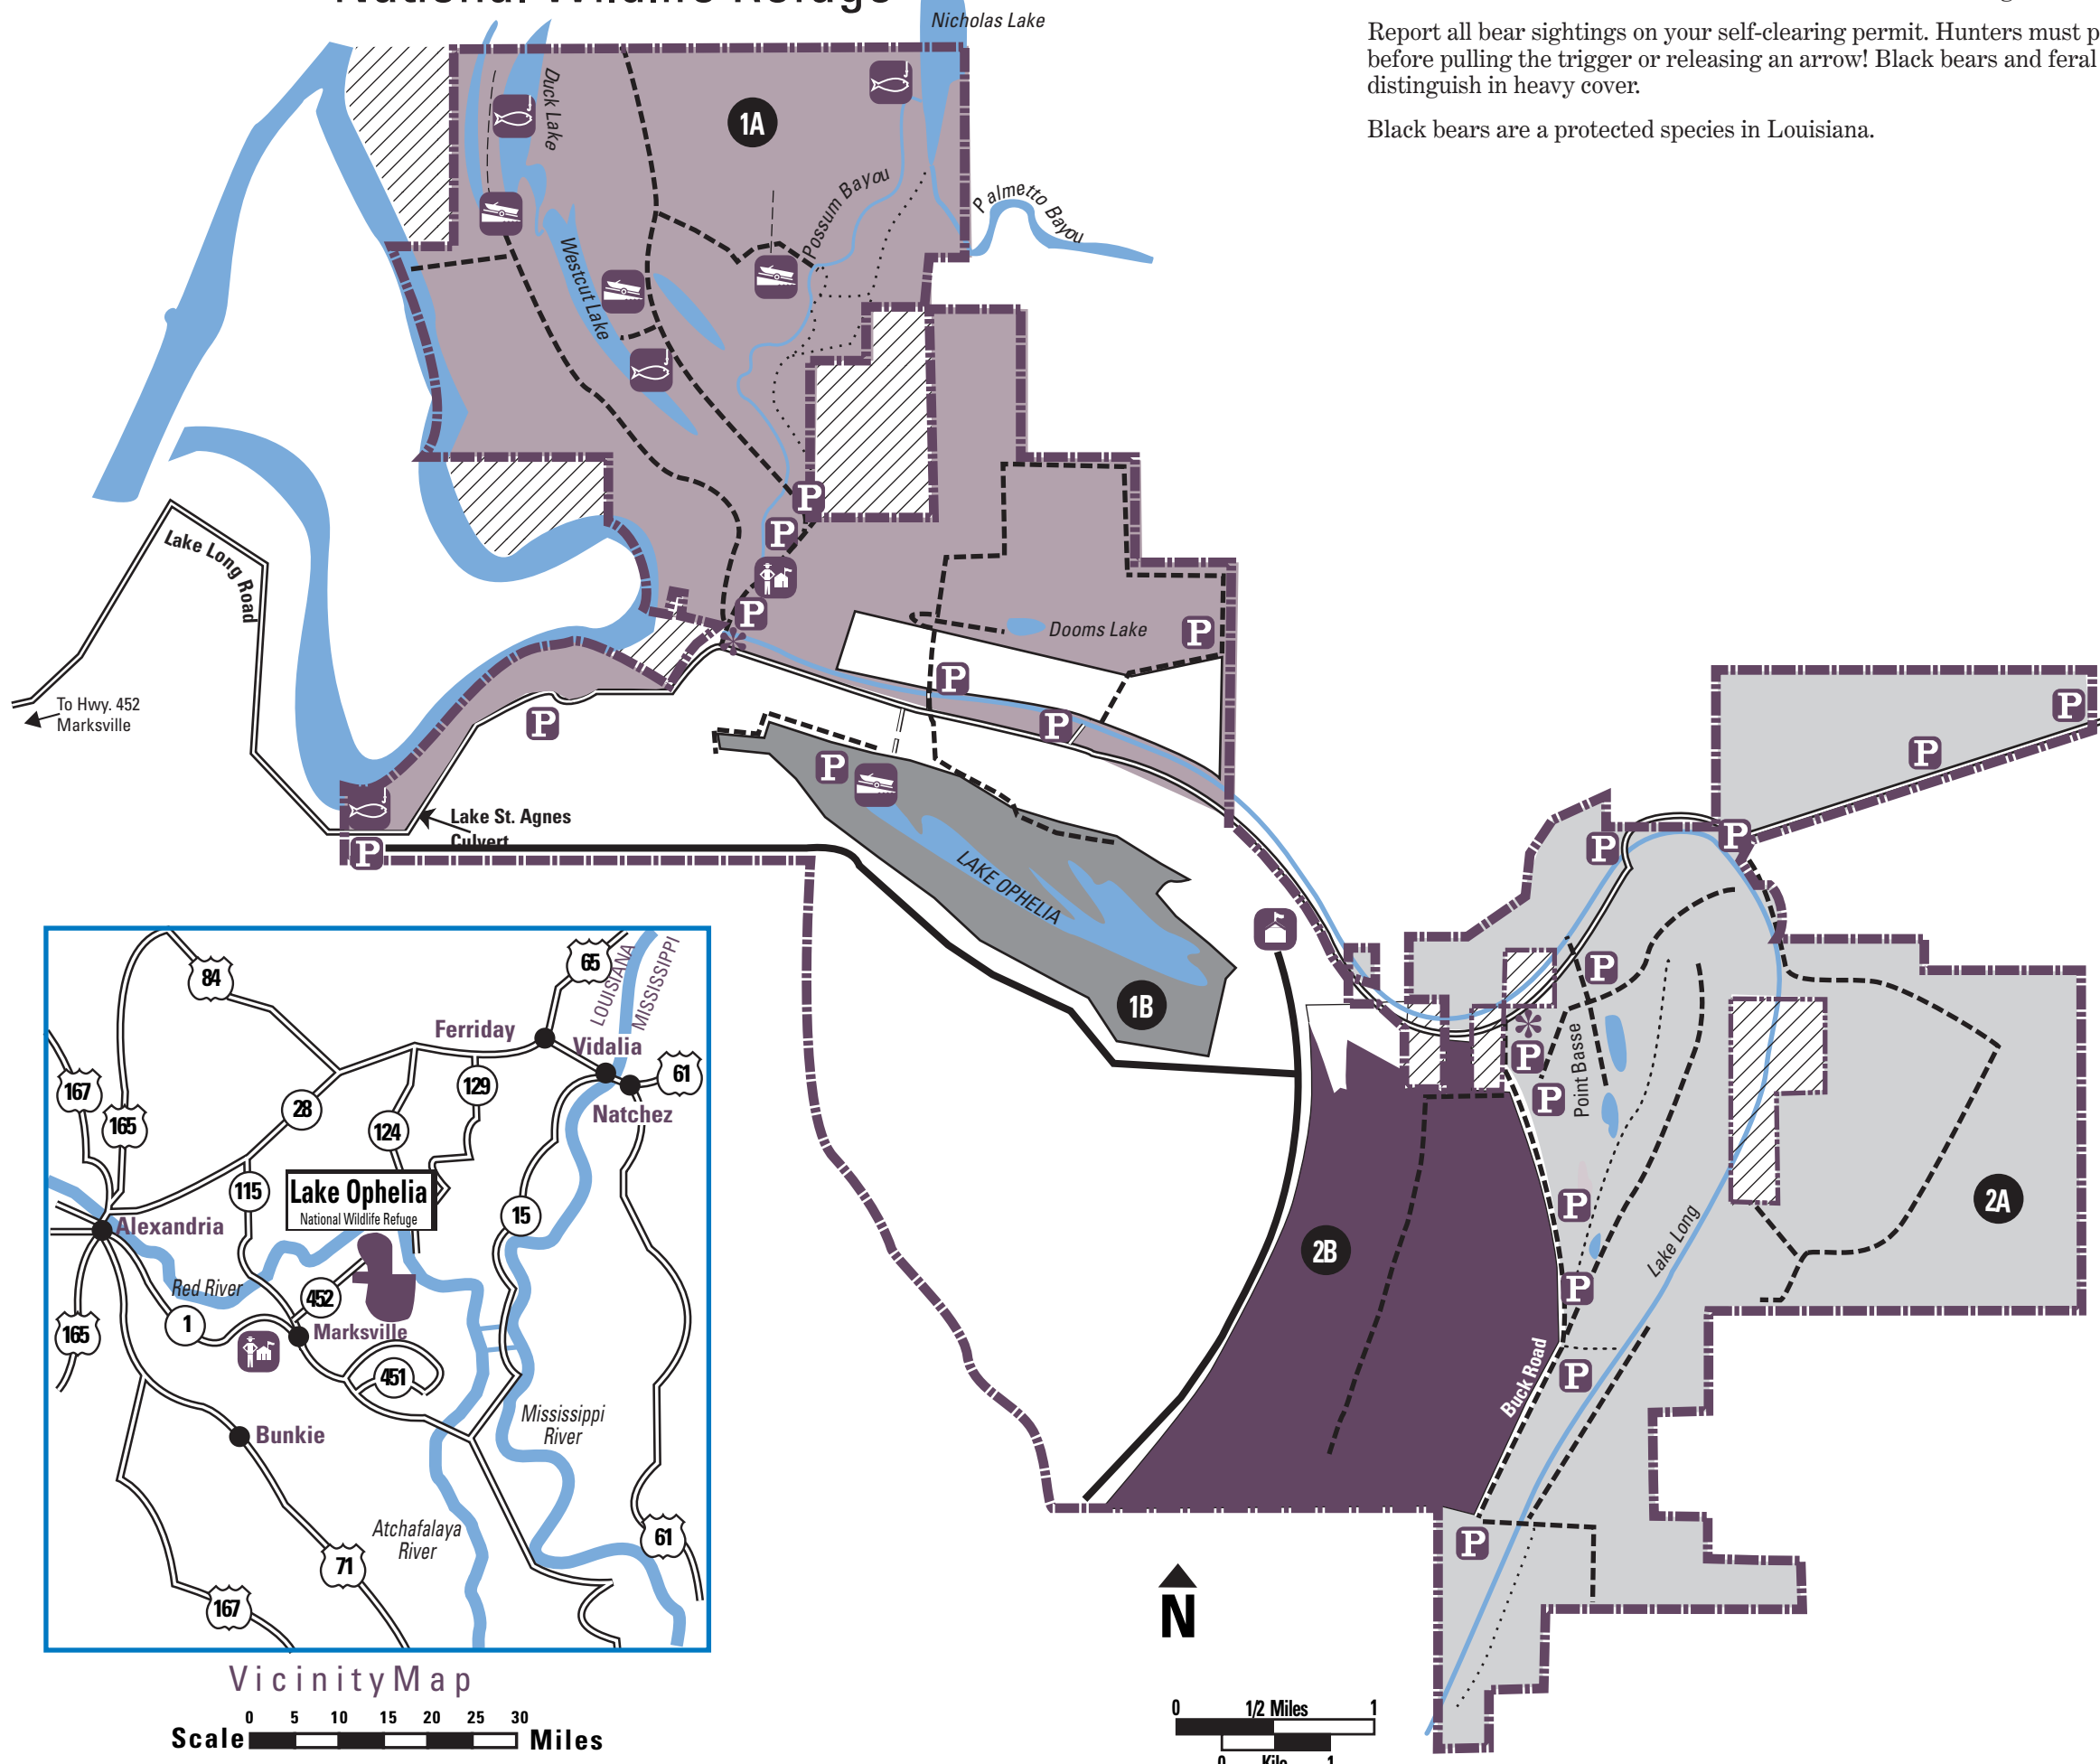 National Wildlife Refuge
Nicholas Lake
Report all bear sightings on your self-clearing permit. Hunters must p
before pulling the trigger or releasing an arrow! Black bears and feral
distinguish in heavy cover.
Black bears are a protected species in Louisiana.
Duck Lake
1A
Possum Bayou
Palmetto Bayou
Westcut Lake
P
P
Lake Long Road
P
Dooms Lake
P
P
To Hwy. 452
Marksville
P
P
P
P
P
Lake St. Agnes
Culvert
P
P
P
LAKE OPHELIA
P
1B
P
P
Point Basse
P
2A
2B
Lake Long
P
Buck Road
P
P
84
65
LOUISIANA
MISSISSIPPI
Ferriday
Vidalia
167
129
61
28
165
124
Natchez
115
Lake Ophelia
National Wildlife Refuge
15
Alexandria
Red River
452
1
165
Marksville
451
Mississippi
River
Bunkie
Atchafalaya
River
61
71
167
P
N
Vicinity Map
0 5 10 15 20 25 30
Scale Miles
0 1/2 Miles 1
0 Kilo 1